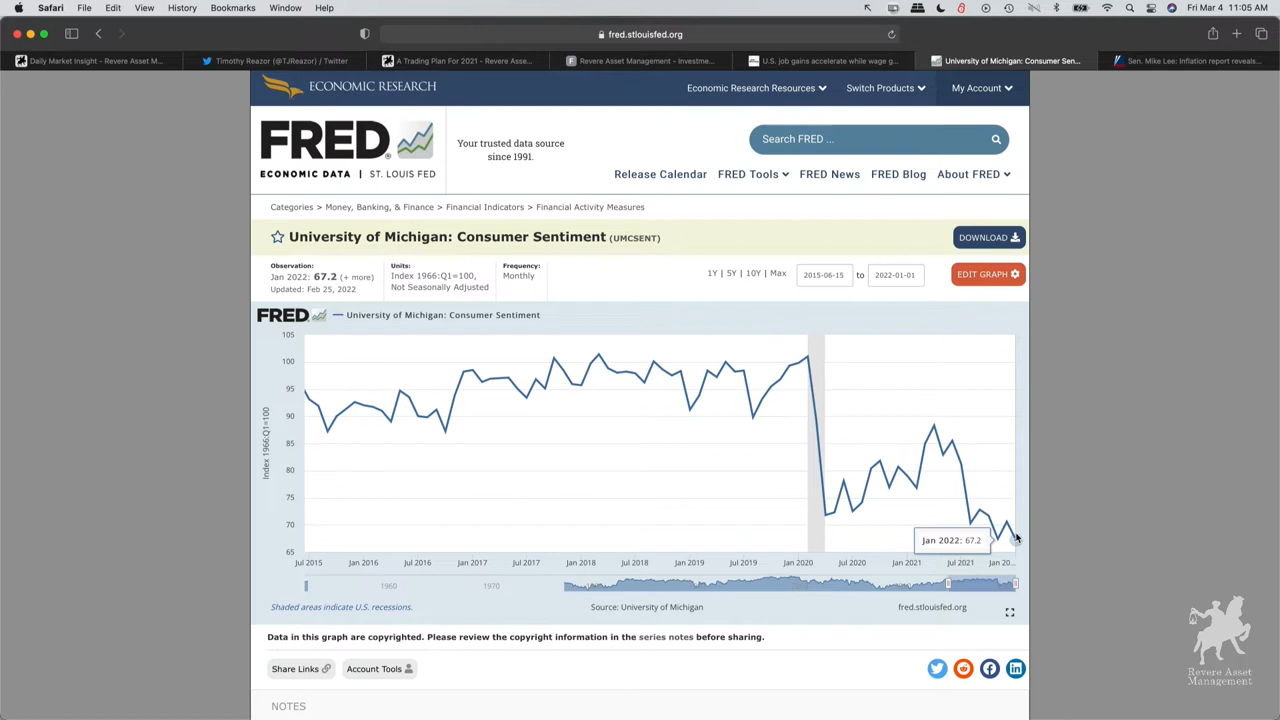 Safari File Edit View History Bookmarks Window Help Fri Mar 4 11:05 AM
fred.stlouisfed.org
Daily Market Insight - Revere Asset M... Timothy Reazor (@TJReazor) / Twitter A Trading Plan For 2021 - Revere Asse... Revere Asset Management - Investme... U.S. job gains accelerate while wage g... University of Michigan: Consumer Sen... Sen. Mike Lee: Inflation report reveals...
ECONOMIC RESEARCH Economic Research Resources Switch Products My Account
FRED
ECONOMIC DATA | ST. LOUIS FED
Your trusted data source
since 1991.
Search FRED ...
Release Calendar FRED Tools FRED News FRED Blog About FRED
Categories > Money, Banking, & Finance > Financial Indicators > Financial Activity Measures
University of Michigan: Consumer Sentiment (UMCSENT)
DOWNLOAD
Observation:
Jan 2022: 67.2 (+ more)
Updated: Feb 25, 2022
Units:
Index 1966:Q1=100,
Not Seasonally Adjusted
Frequency:
Monthly
1Y | 5Y | 10Y | Max 2015-06-15 to 2022-01-01
EDIT GRAPH
FRED University of Michigan: Consumer Sentiment
Index 1966:Q1=100
105
100
95
90
85
80
75
70
65
Jan 2022: 67.2
Jul 2015 Jan 2016 Jul 2016 Jan 2017 Jul 2017 Jan 2018 Jul 2018 Jan 2019 Jul 2019 Jan 2020 Jul 2020 Jan 2021 Jul 2021 Jan 20...
1960 1970
Shaded areas indicate U.S. recessions. Source: University of Michigan fred.stlouisfed.org
Data in this graph are copyrighted. Please review the copyright information in the series notes before sharing.
Share Links Account Tools
NOTES
Revere Asset
Management